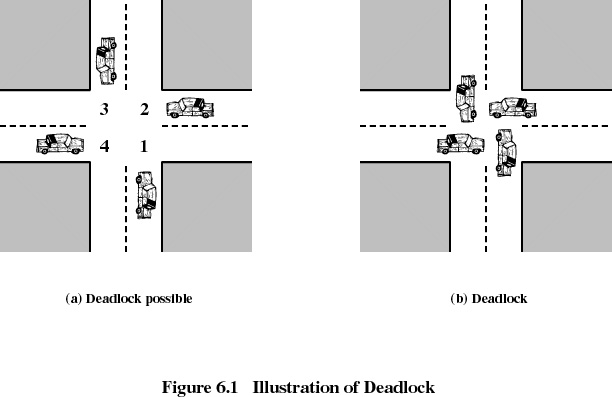 3 2
4 1
(a) Deadlock possible
(b) Deadlock
Figure 6.1 Illustration of Deadlock